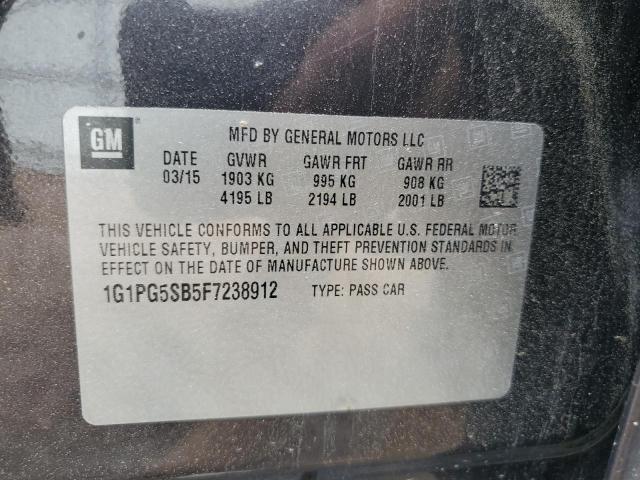 GM
MFD BY GENERAL MOTORS LLC
DATE GVWR GAWR FRT GAWR RR
03/15 1903 KG 995 KG 908 KG
4195 LB 2194 LB 2001 LB
THIS VEHICLE CONFORMS TO ALL APPLICABLE U.S. FEDERAL MOTOR
VEHICLE SAFETY, BUMPER, AND THEFT PREVENTION STANDARDS IN
EFFECT ON THE DATE OF MANUFACTURE SHOWN ABOVE.
1G1PG5SB5F7238912 TYPE: PASS CAR